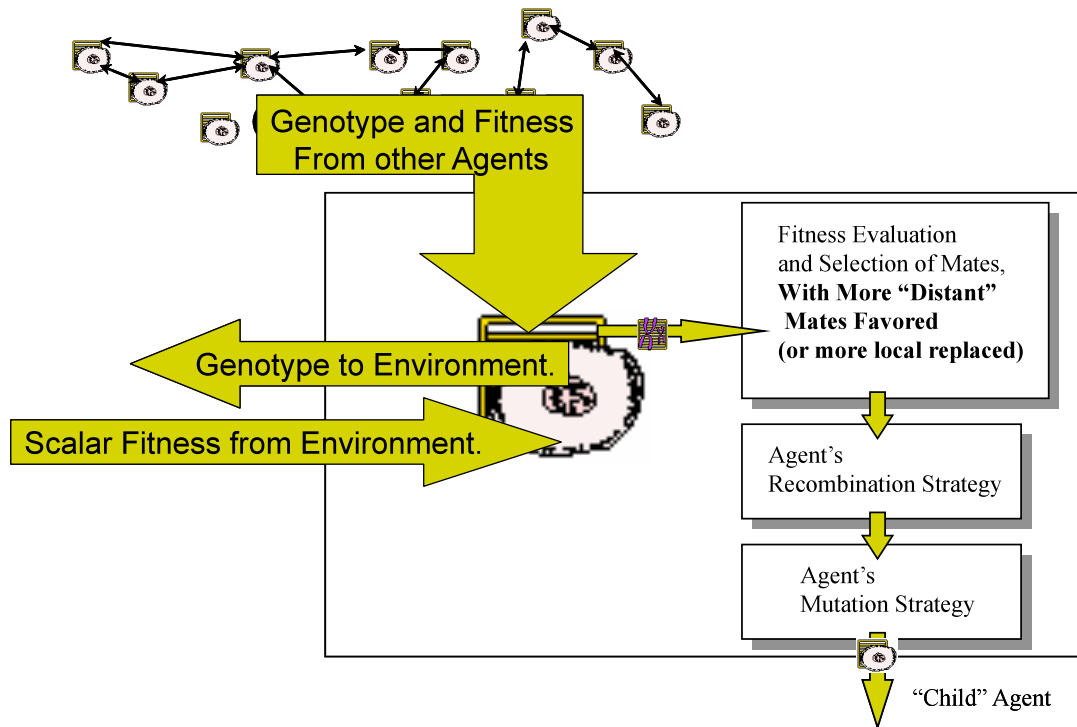 Genotype and Fitness
From other Agents
Fitness Evaluation
and Selection of Mates,
With More “Distant”
Mates Favored
(or more local replaced)
Genotype to Environment.
Scalar Fitness from Environment.
Agent’s
Recombination Strategy
Agent’s
Mutation Strategy
“Child” Agent